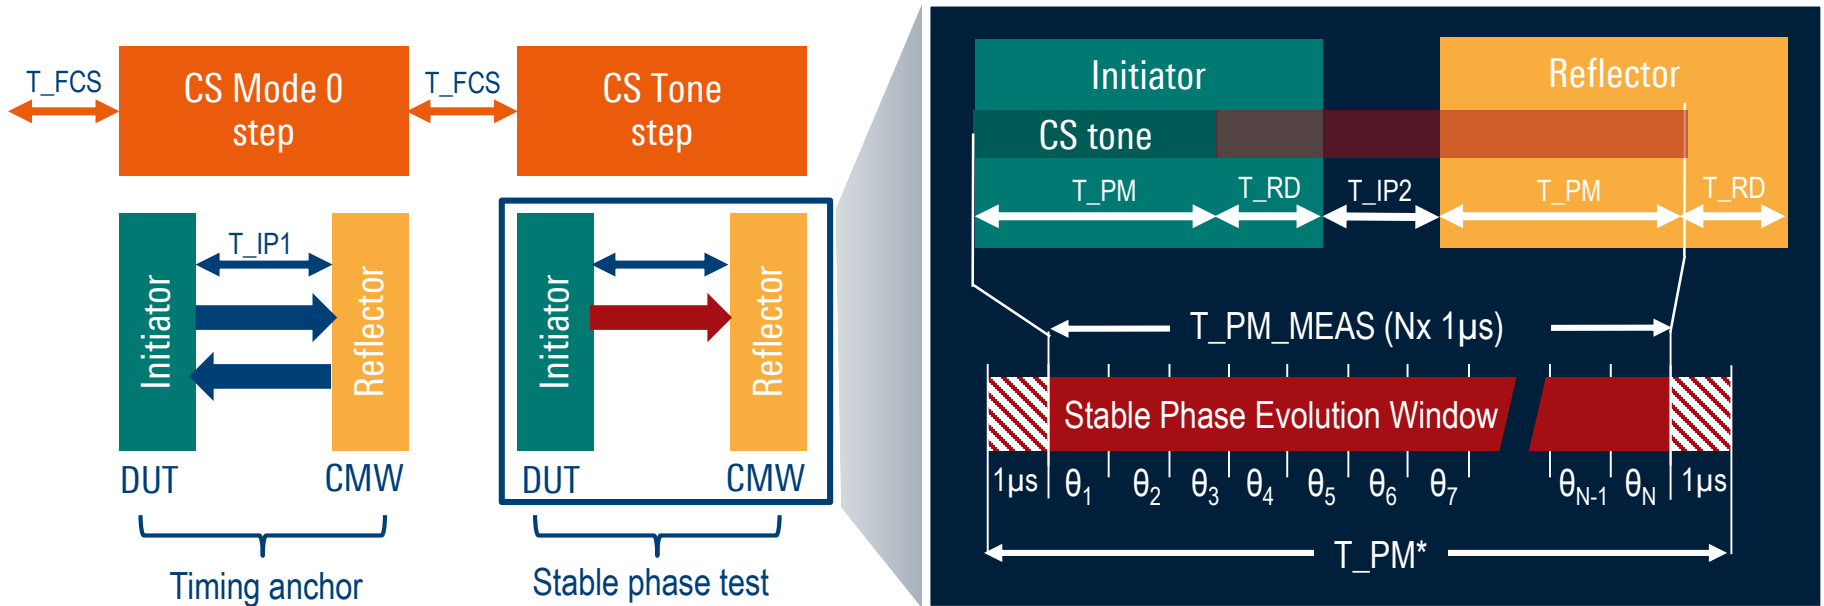 T_FCS
CS Mode 0
step
T_FCS
CS Tone
step
Initiator
T_IP1
Reflector
DUT
CMW
Timing anchor
Initiator
Reflector
DUT
CMW
Stable phase test
Initiator
Reflector
CS tone
T_PM
T_RD
T_IP2
T_PM
T_RD
T_PM_MEAS (Nx 1µs)
Stable Phase Evolution Window
1µs θ1 θ2 θ3 θ4 θ5 θ6 θ7 θN-1 θN 1µs
T_PM*